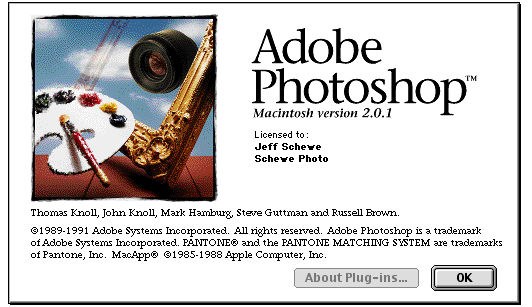 Adobe
Photoshop™
Macintosh version 2.0.1
Licensed to:
Jeff Schewe
Schewe Photo
Thomas Knoll, John Knoll, Mark Hamburg, Steve Guttman and Russell Brown.
©1989-1991 Adobe Systems Incorporated. All rights reserved. Adobe Photoshop is a trademark
of Adobe Systems Incorporated. PANTONE® and the PANTONE MATCHING SYSTEM are trademarks
of Pantone, Inc. MacApp® ©1985-1988 Apple Computer, Inc.
About Plug-ins...
OK